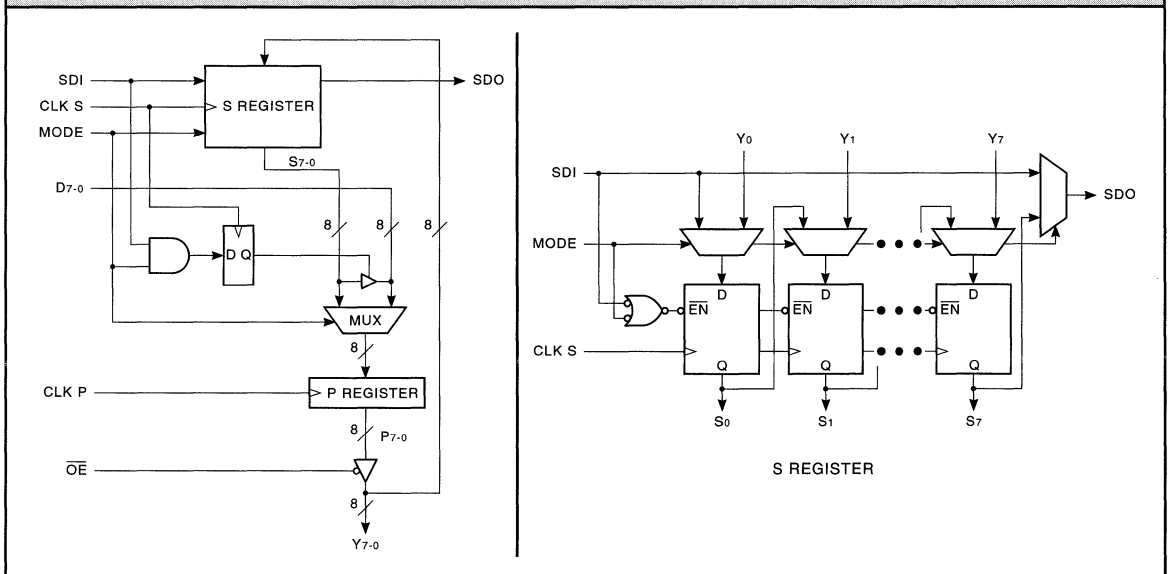 SDI
CLK S
MODE
S REGISTER
SDO
S7-0
D7-0
8
8
8
D Q
MUX
8
CLK P
P REGISTER
8
P7-0
OE
8
Y7-0
Y0
Y1
Y7
SDI
SDO
MODE
D
D
D
EN
EN
EN
CLK S
Q
Q
Q
S0
S1
S7
S REGISTER